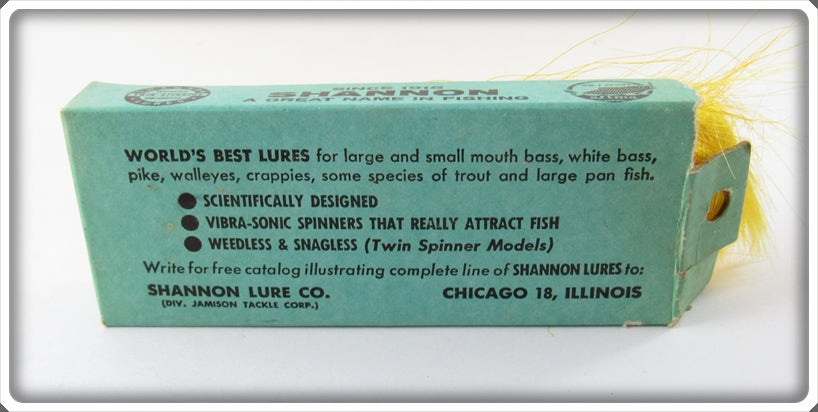 SINCE 1916
SHANNON
A GREAT NAME IN FISHING
WORLD'S BEST LURES for large and small mouth bass, white bass,
pike, walleyes, crappies, some species of trout and large pan fish.
● SCIENTIFICALLY DESIGNED
● VIBRA-SONIC SPINNERS THAT REALLY ATTRACT FISH
● WEEDLESS & SNAGLESS (Twin Spinner Models)
Write for free catalog illustrating complete line of SHANNON LURES to:
SHANNON LURE CO. CHICAGO 18, ILLINOIS
(DIV. JAMISON TACKLE CORP.)